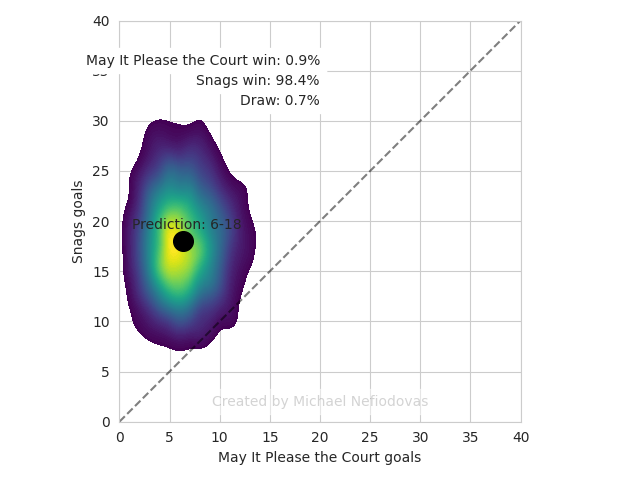 May It Please the Court win: 0.9%
Snags win: 98.4%
Draw: 0.7%
40
35
30
25
20
15
10
5
0
Snags goals
Prediction: 6-18
Created by Michael Nefiodovas
0 5 10 15 20 25 30 35 40
May It Please the Court goals